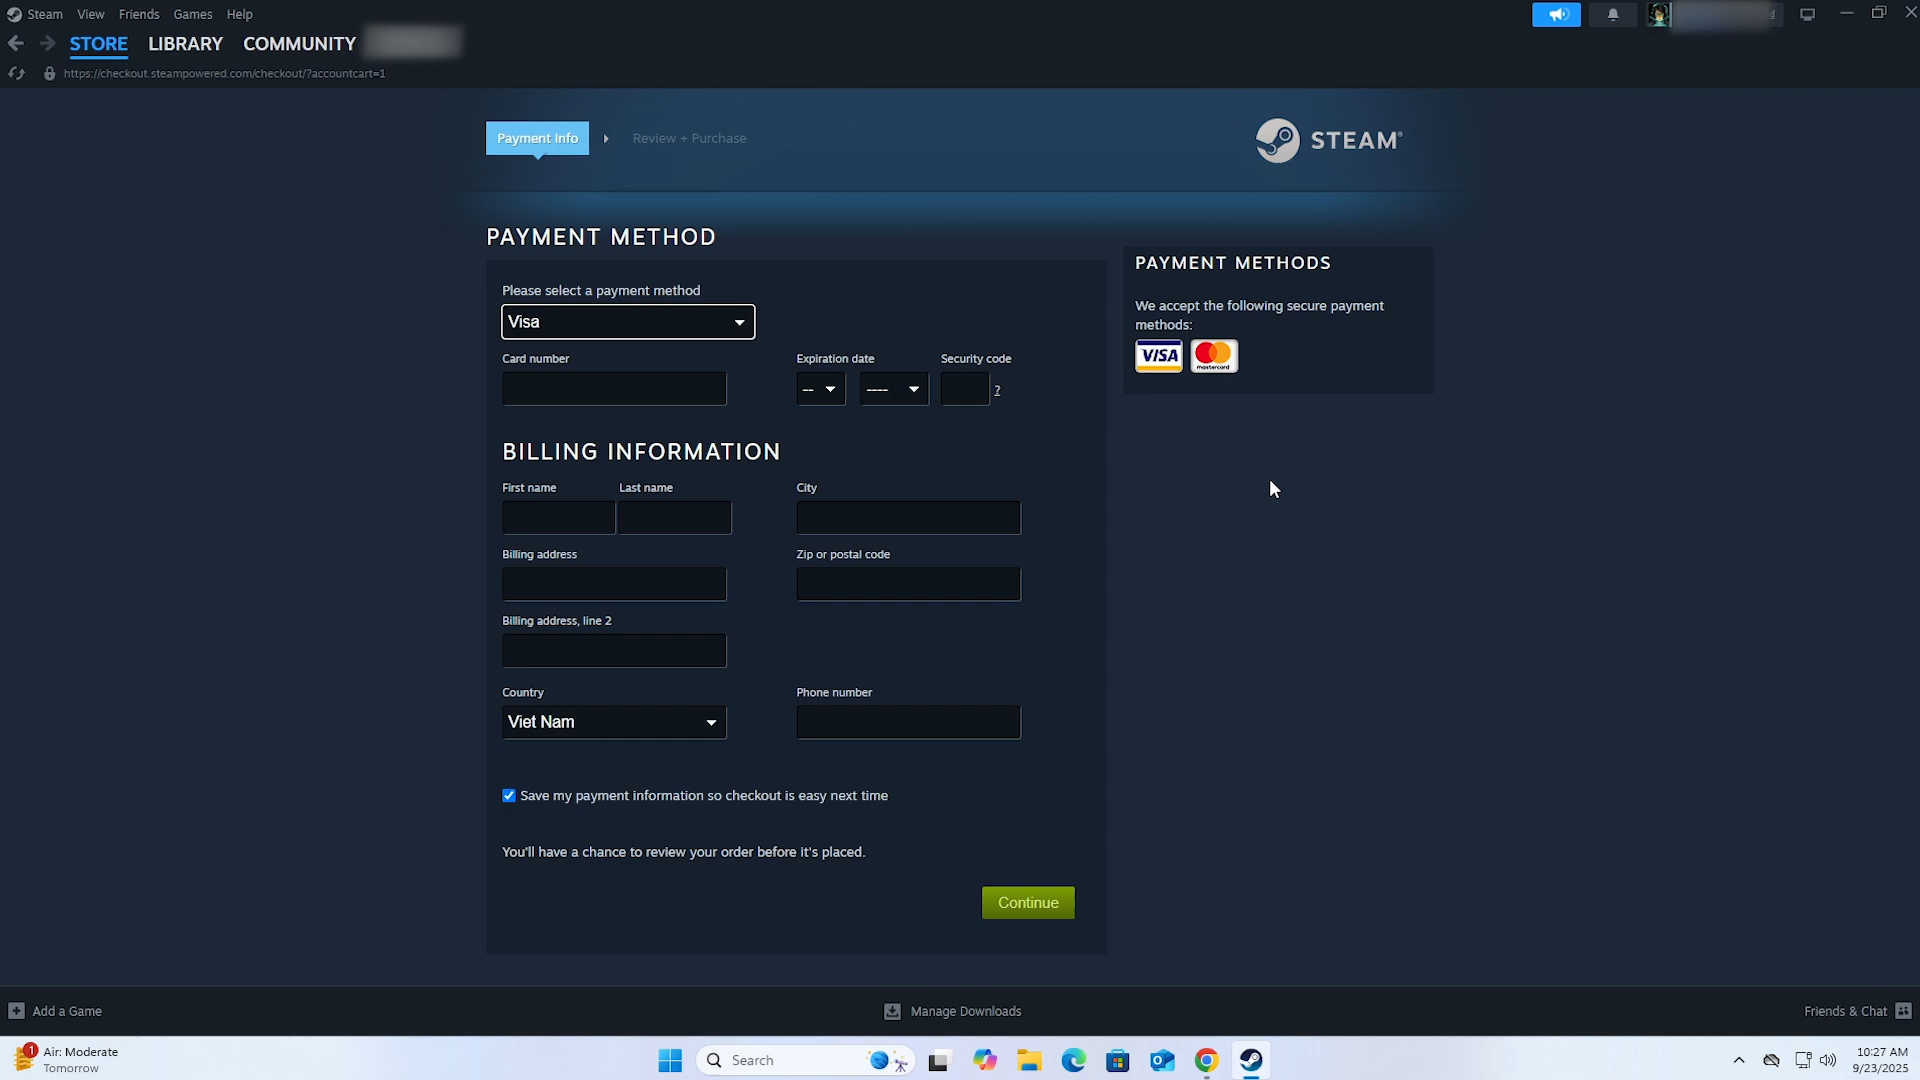 Steam View Friends Games Help
STORE LIBRARY COMMUNITY
https://checkout.steampowered.com/checkout/?accountcart=1
Payment Info Review + Purchase
STEAM®
PAYMENT METHOD
Please select a payment method
Visa
Card number Expiration date Security code
-- ---- ?
BILLING INFORMATION
First name Last name City
Billing address Zip or postal code
Billing address, line 2
Country Phone number
Viet Nam
Save my payment information so checkout is easy next time
You'll have a chance to review your order before it's placed.
Continue
PAYMENT METHODS
We accept the following secure payment
methods:
VISA mastercard
Add a Game Manage Downloads Friends & Chat
1
Air: Moderate
Tomorrow
Search
10:27 AM
9/23/2025